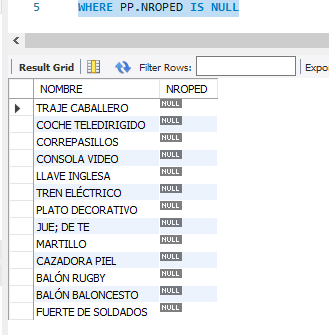 5 WHERE PP.NROPED IS NULL
Result Grid Filter Rows: Expor
NOMBRE NROPED
TRAJE CABALLERO NULL
COCHE TELEDIRIGIDO NULL
CORREPASILLOS NULL
CONSOLA VIDEO NULL
LLAVE INGLESA NULL
TREN ELÉCTRICO NULL
PLATO DECORATIVO NULL
JUE; DE TE NULL
MARTILLO NULL
CAZADORA PIEL NULL
BALÓN RUGBY NULL
BALÓN BALONCESTO NULL
FUERTE DE SOLDADOS NULL